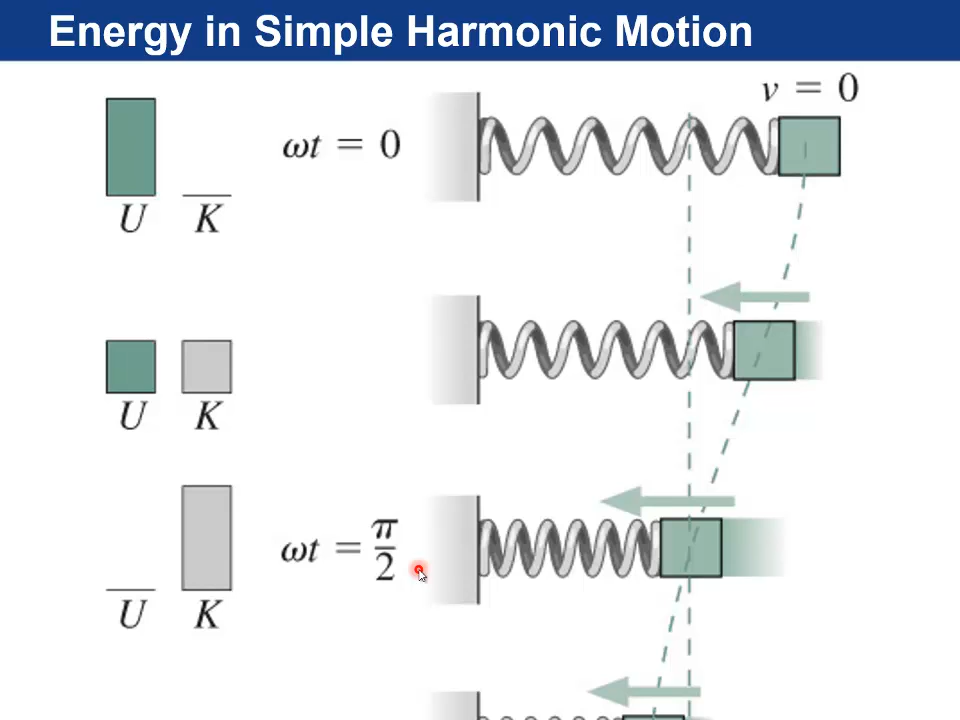 Energy in Simple Harmonic Motion
v = 0
ωt = 0
U K
U K
ωt = π/2
U K